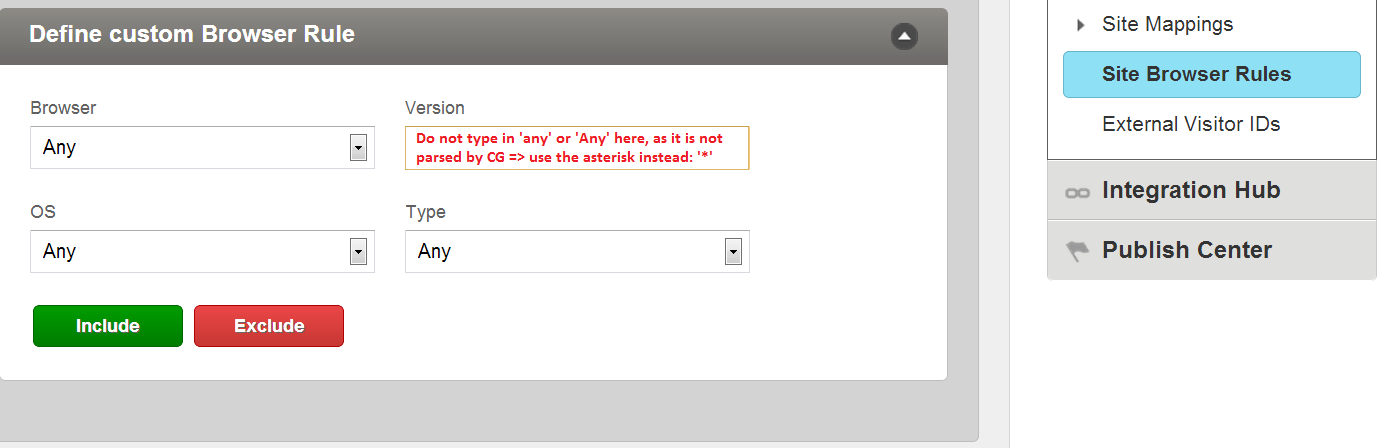 Define custom Browser Rule
Browser
Any
Version
Do not type in 'any' or 'Any' here, as it is not
parsed by CG => use the asterisk instead: '*'
OS
Any
Type
Any
Include
Exclude
Site Mappings
Site Browser Rules
External Visitor IDs
Integration Hub
Publish Center